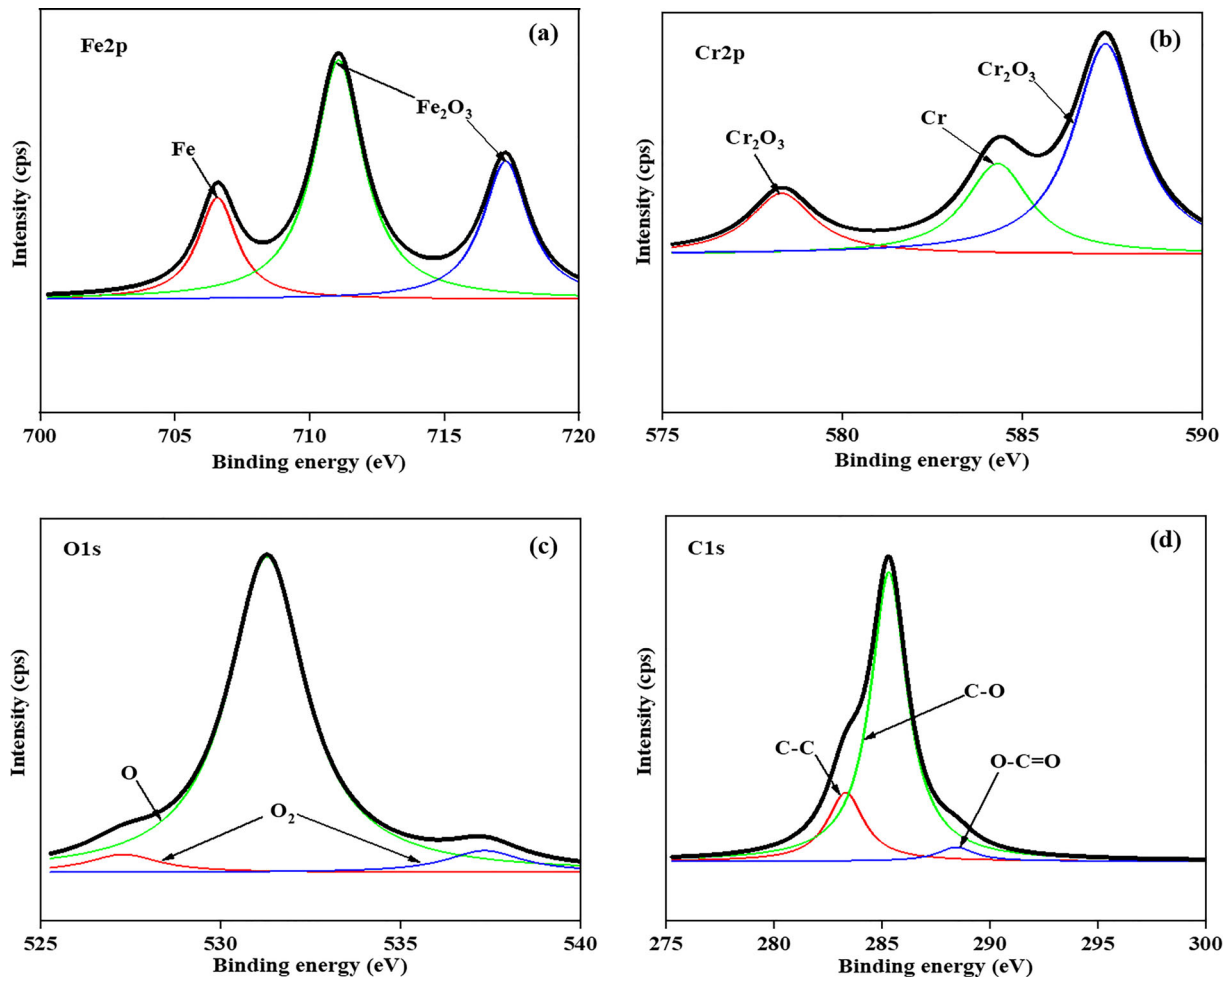 Fe2p
(a)
Fe
Fe₂O₃
Intensity (cps)
700 705 710 715 720
Binding energy (eV)
Cr2p
(b)
Cr₂O₃
Cr
Cr₂O₃
Intensity (cps)
575 580 585 590
Binding energy (eV)
O1s
(c)
O
O₂
Intensity (cps)
525 530 535 540
Binding energy (eV)
C1s
(d)
C-O
C-C
O-C=O
Intensity (cps)
275 280 285 290 295 300
Binding energy (eV)